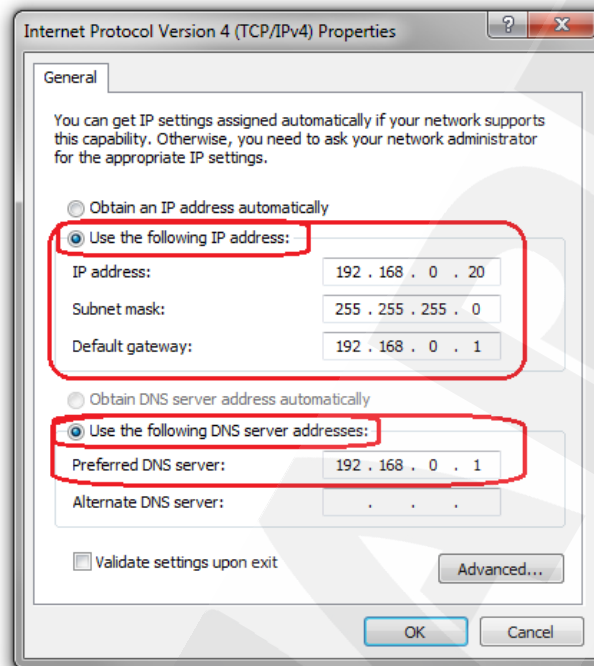 Internet Protocol Version 4 (TCP/IPv4) Properties
General
You can get IP settings assigned automatically if your network supports
this capability. Otherwise, you need to ask your network administrator
for the appropriate IP settings.
Obtain an IP address automatically
Use the following IP address:
IP address: 192 . 168 . 0 . 20
Subnet mask: 255 . 255 . 255 . 0
Default gateway: 192 . 168 . 0 . 1
Obtain DNS server address automatically
Use the following DNS server addresses:
Preferred DNS server: 192 . 168 . 0 . 1
Alternate DNS server: . . .
Validate settings upon exit
Advanced...
OK Cancel